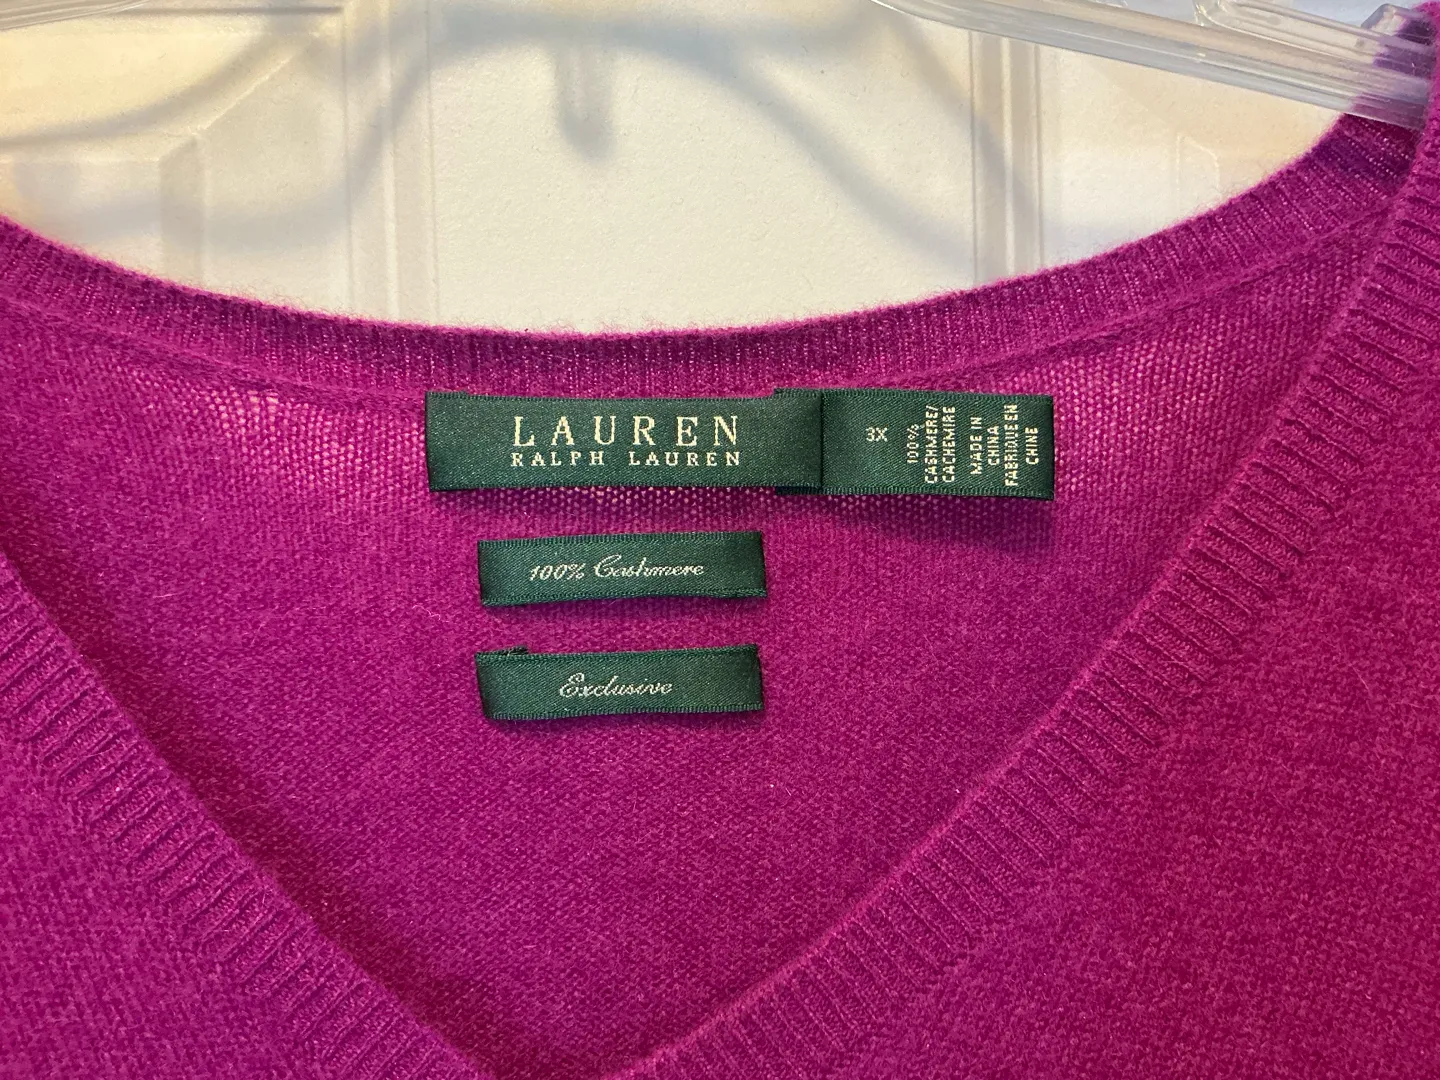 LAUREN
RALPH LAUREN
3X
100%
CASHMERE/
CACHEMIRE
MADE IN
CHINA
FABRIQUE EN
CHINE
100% Cashmere
Exclusive